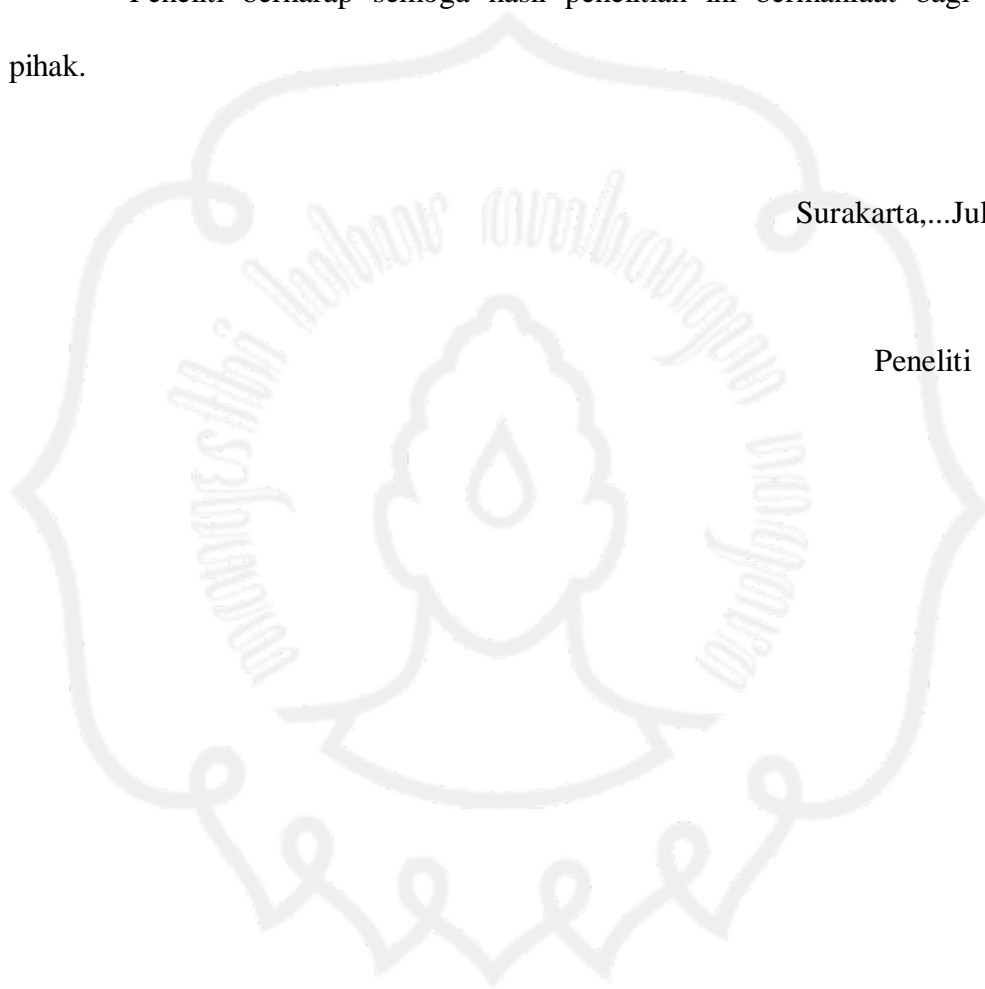 Peneliti berharap semoga hasil penelitian ini bermanfaat bagi
pihak.
Surakarta,...Jul
Peneliti